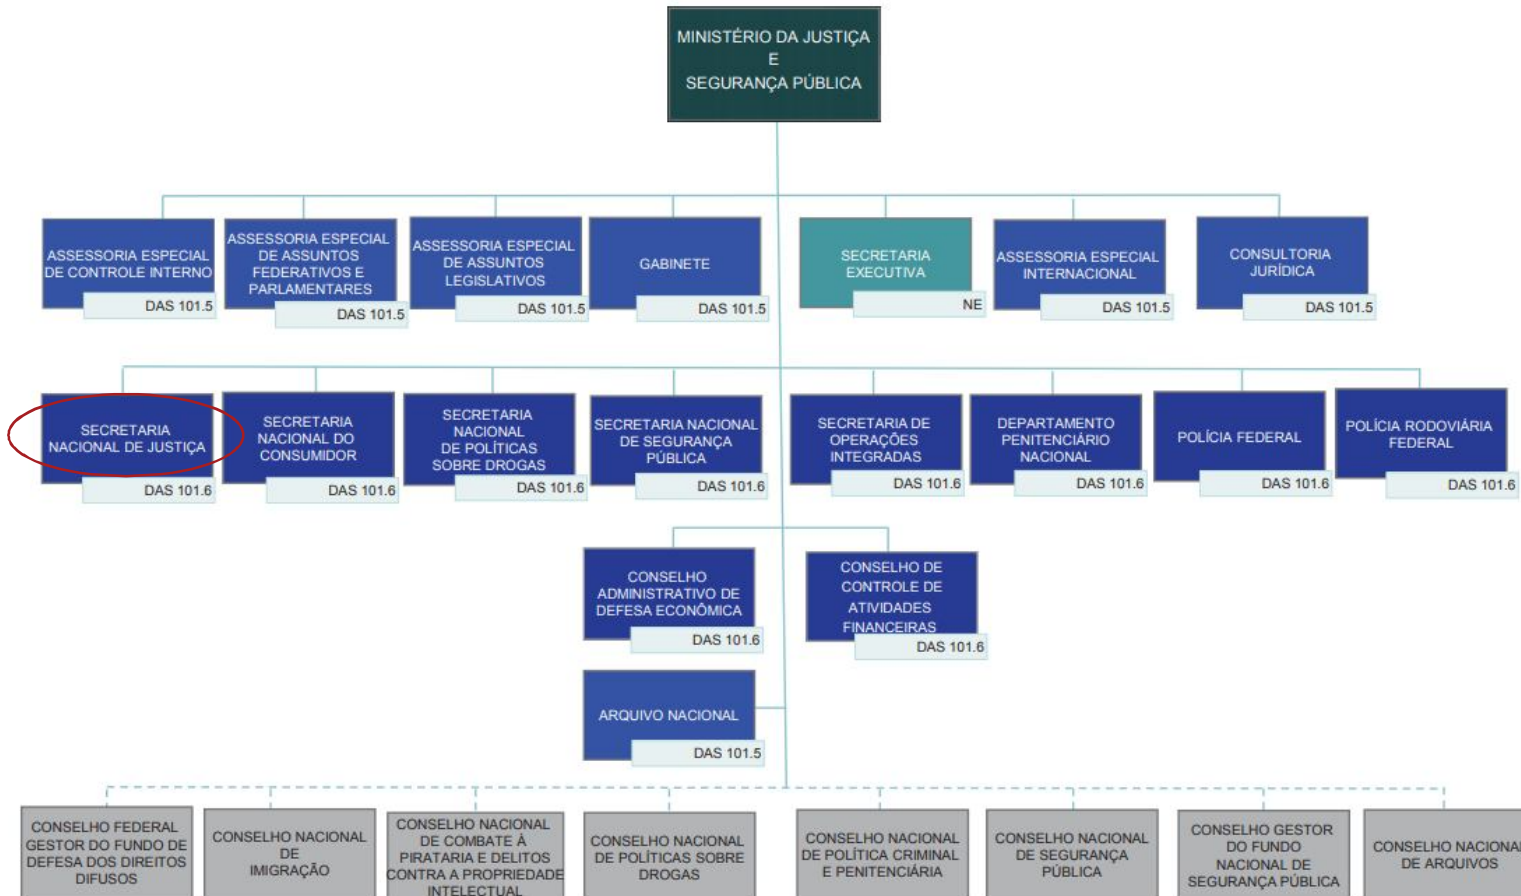 MINISTÉRIO DA JUSTIÇA
E
SEGURANÇA PÚBLICA
ASSESSORIA ESPECIAL
DE CONTROLE INTERNO
DAS 101.5
ASSESSORIA ESPECIAL
DE ASSUNTOS
FEDERATIVOS E
PARLAMENTARES
DAS 101.5
ASSESSORIA ESPECIAL
DE ASSUNTOS
LEGISLATIVOS
DAS 101.5
GABINETE
DAS 101.5
SECRETARIA
EXECUTIVA
NE
ASSESSORIA ESPECIAL
INTERNACIONAL
DAS 101.5
CONSULTORIA
JURÍDICA
DAS 101.5
SECRETARIA
NACIONAL DE JUSTIÇA
DAS 101.6
SECRETARIA
NACIONAL DO
CONSUMIDOR
DAS 101.6
SECRETARIA
NACIONAL
DE POLÍTICAS
SOBRE DROGAS
DAS 101.6
SECRETARIA NACIONAL
DE SEGURANÇA
PÚBLICA
DAS 101.6
SECRETARIA DE
OPERAÇÕES
INTEGRADAS
DAS 101.6
DEPARTAMENTO
PENITENCIÁRIO
NACIONAL
DAS 101.6
POLÍCIA FEDERAL
DAS 101.6
POLÍCIA RODOVIÁRIA
FEDERAL
DAS 101.6
CONSELHO
ADMINISTRATIVO DE
DEFESA ECONÔMICA
DAS 101.6
CONSELHO DE
CONTROLE DE
ATIVIDADES
FINANCEIRAS
DAS 101.6
ARQUIVO NACIONAL
DAS 101.5
CONSELHO FEDERAL
GESTOR DO FUNDO DE
DEFESA DOS DIREITOS
DIFUSOS
CONSELHO NACIONAL
DE
IMIGRAÇÃO
CONSELHO NACIONAL
DE COMBATE À
PIRATARIA E DELITOS
CONTRA A PROPRIEDADE
INTELECTUAL
CONSELHO NACIONAL
DE POLÍTICAS SOBRE
DROGAS
CONSELHO NACIONAL
DE POLÍTICA CRIMINAL
E PENITENCIÁRIA
CONSELHO NACIONAL
DE SEGURANÇA
PÚBLICA
CONSELHO GESTOR
DO FUNDO
NACIONAL DE
SEGURANÇA PÚBLICA
CONSELHO NACIONAL
DE ARQUIVOS